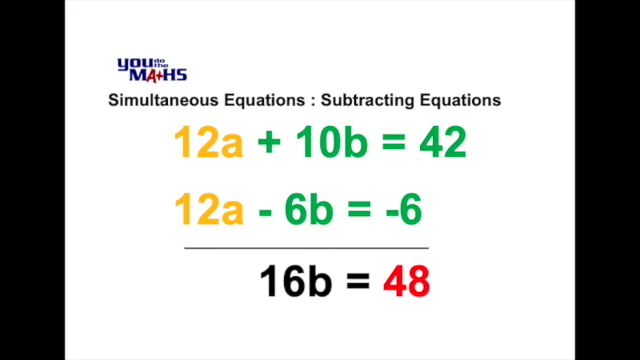 you do the MA+HS
Simultaneous Equations : Subtracting Equations
12a + 10b = 42
12a - 6b = -6
16b = 48